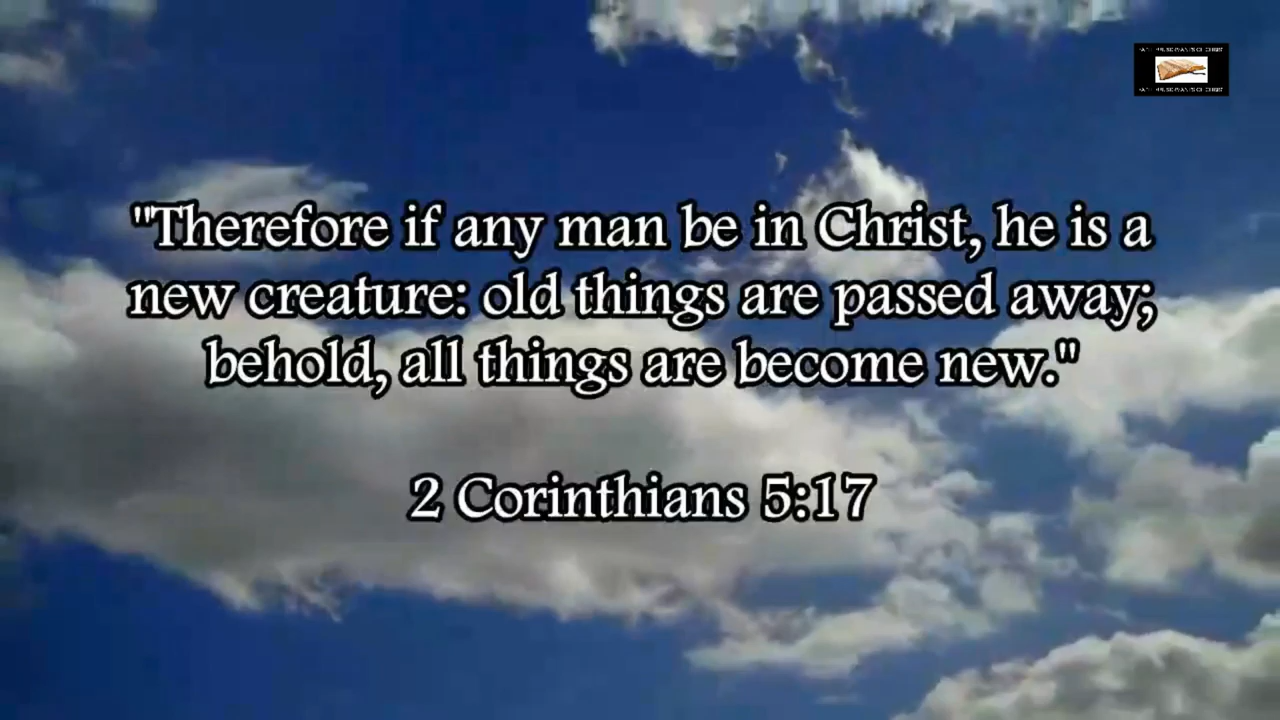 "Therefore if any man be in Christ, he is a
new creature: old things are passed away;
behold, all things are become new."
2 Corinthians 5:17